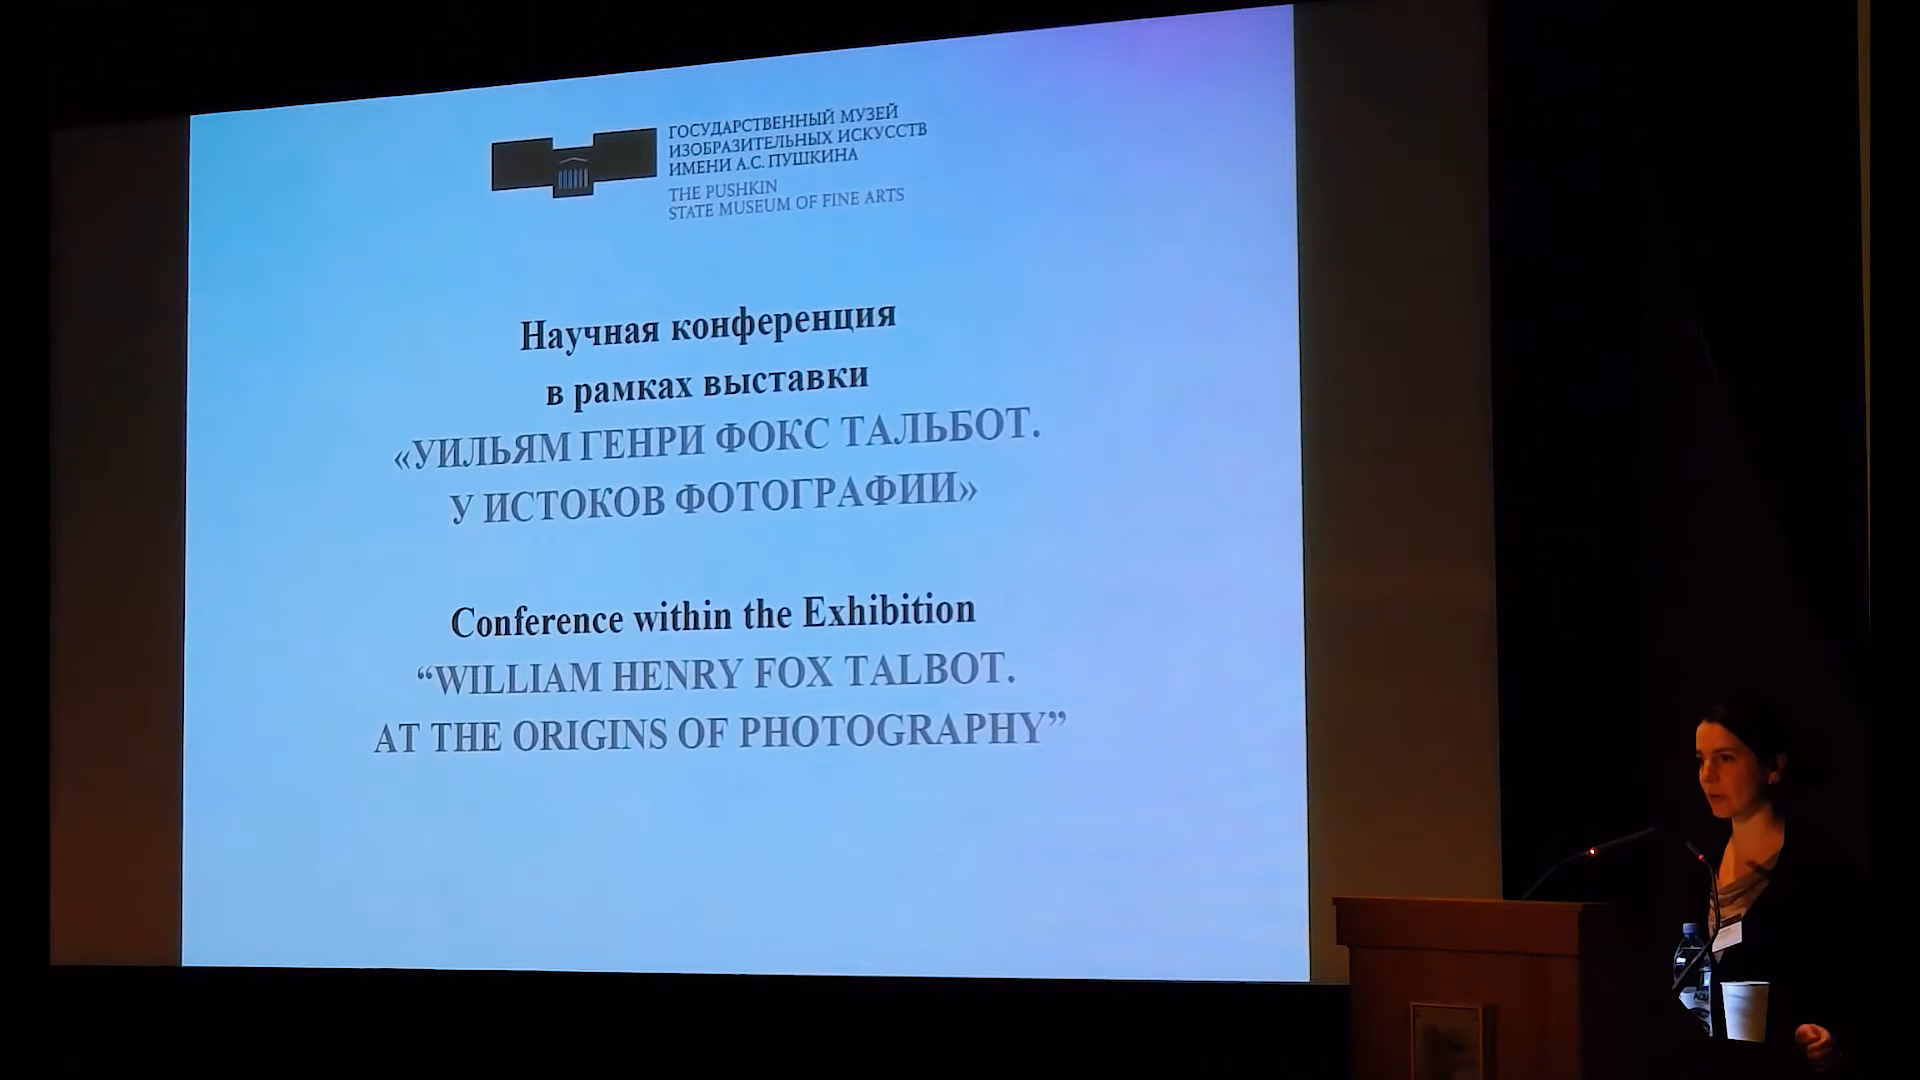 ГОСУДАРСТВЕННЫЙ МУЗЕЙ
ИЗОБРАЗИТЕЛЬНЫХ ИСКУССТВ
ИМЕНИ А.С. ПУШКИНА
THE PUSHKIN
STATE MUSEUM OF FINE ARTS
Научная конференция
в рамках выставки
«УИЛЬЯМ ГЕНРИ ФОКС ТАЛЬБОТ.
У ИСТОКОВ ФОТОГРАФИИ»
Conference within the Exhibition
“WILLIAM HENRY FOX TALBOT.
AT THE ORIGINS OF PHOTOGRAPHY”